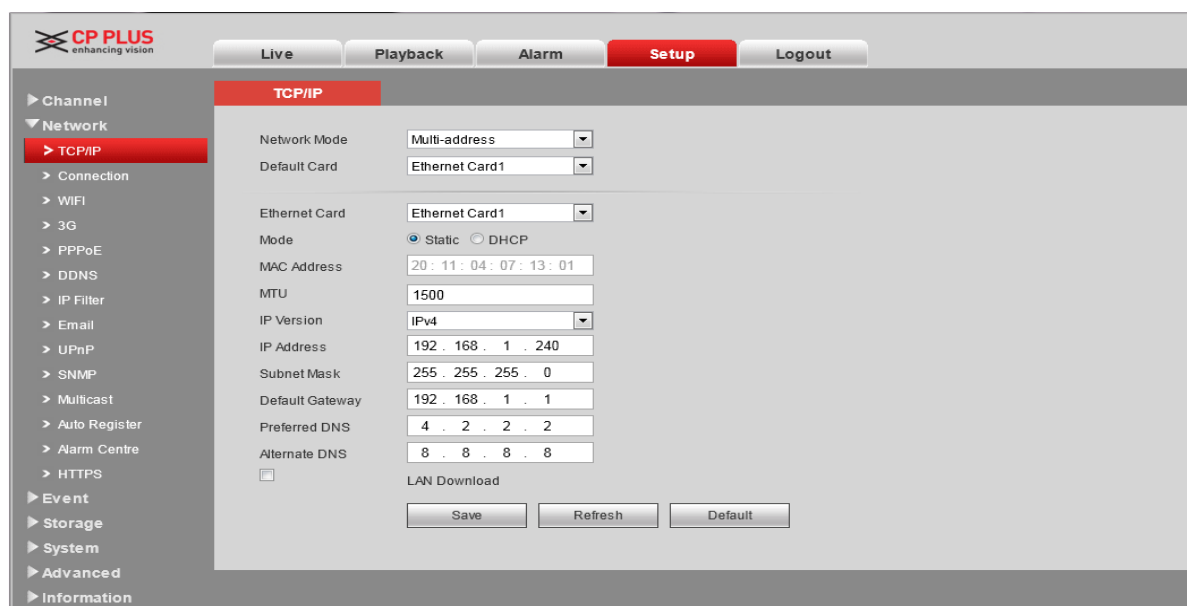 CP PLUS
enhancing vision
Live Playback Alarm Setup Logout
Channel
Network
> TCP/IP
> Connection
> WIFI
> 3G
> PPPoE
> DDNS
> IP Filter
> Email
> UPnP
> SNMP
> Multicast
> Auto Register
> Alarm Centre
> HTTPS
Event
Storage
System
Advanced
Information
TCP/IP
Network Mode Multi-address
Default Card Ethernet Card1
Ethernet Card Ethernet Card1
Mode Static DHCP
MAC Address 20 : 11 : 04 : 07 : 13 : 01
MTU 1500
IP Version IPv4
IP Address 192 . 168 . 1 . 240
Subnet Mask 255 . 255 . 255 . 0
Default Gateway 192 . 168 . 1 . 1
Preferred DNS 4 . 2 . 2 . 2
Alternate DNS 8 . 8 . 8 . 8
LAN Download
Save Refresh Default